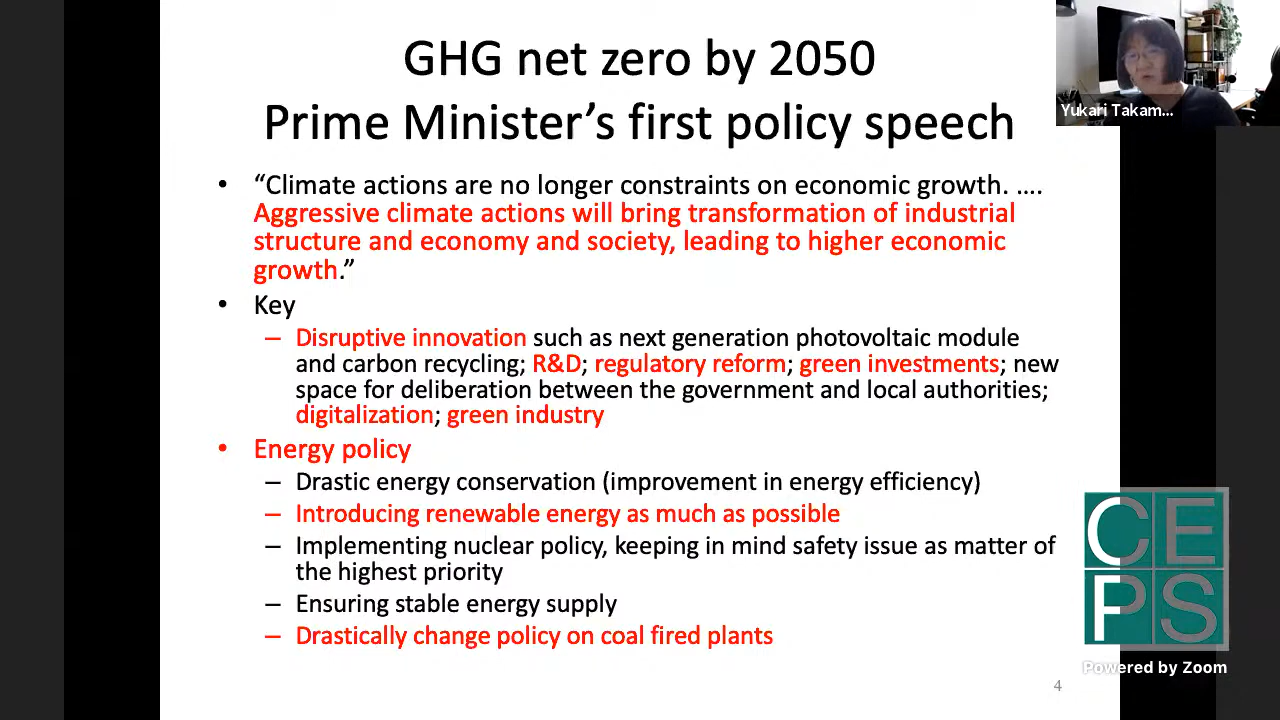 GHG net zero by 2050
Prime Minister's first policy speech
Yukari Takam...
• “Climate actions are no longer constraints on economic growth. ....
Aggressive climate actions will bring transformation of industrial
structure and economy and society, leading to higher economic
growth.”
• Key
– Disruptive innovation such as next generation photovoltaic module
and carbon recycling; R&D; regulatory reform; green investments; new
space for deliberation between the government and local authorities;
digitalization; green industry
• Energy policy
– Drastic energy conservation (improvement in energy efficiency)
– Introducing renewable energy as much as possible
– Implementing nuclear policy, keeping in mind safety issue as matter of
the highest priority
– Ensuring stable energy supply
– Drastically change policy on coal fired plants
CE
PS
Powered by Zoom
4